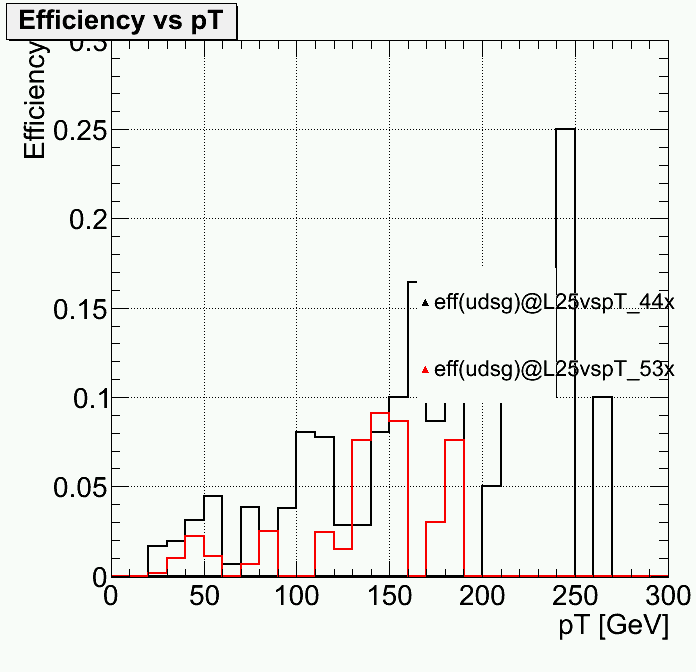 Efficiency vs pT
Efficiency
0.3
0.25
0.2
0.15
0.1
0.05
0
eff(udsg)@L25vspT_44x
eff(udsg)@L25vspT_53x
0 50 100 150 200 250 300
pT [GeV]